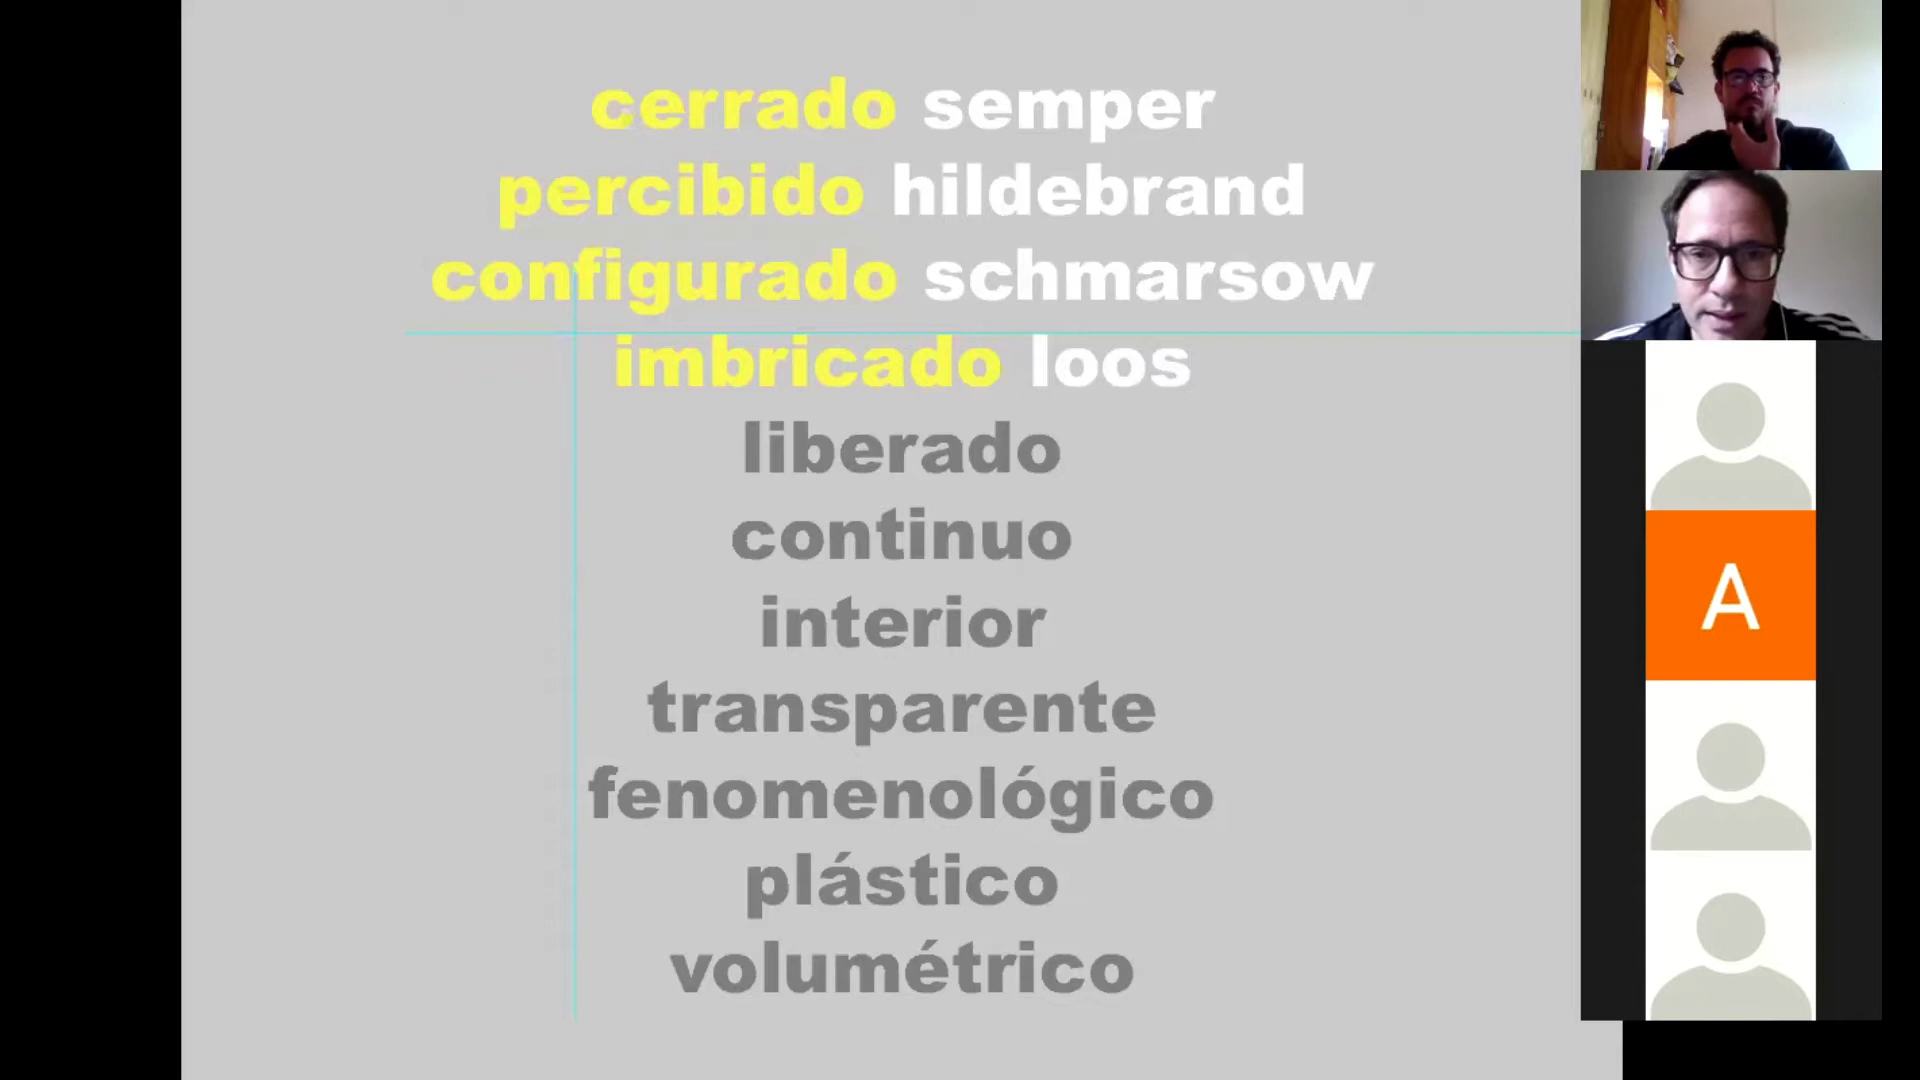 cerrado semper
percibido hildebrand
configurado schmarsow
imbricado loos
liberado
continuo
interior
transparente
fenomenológico
plástico
volumétrico
A